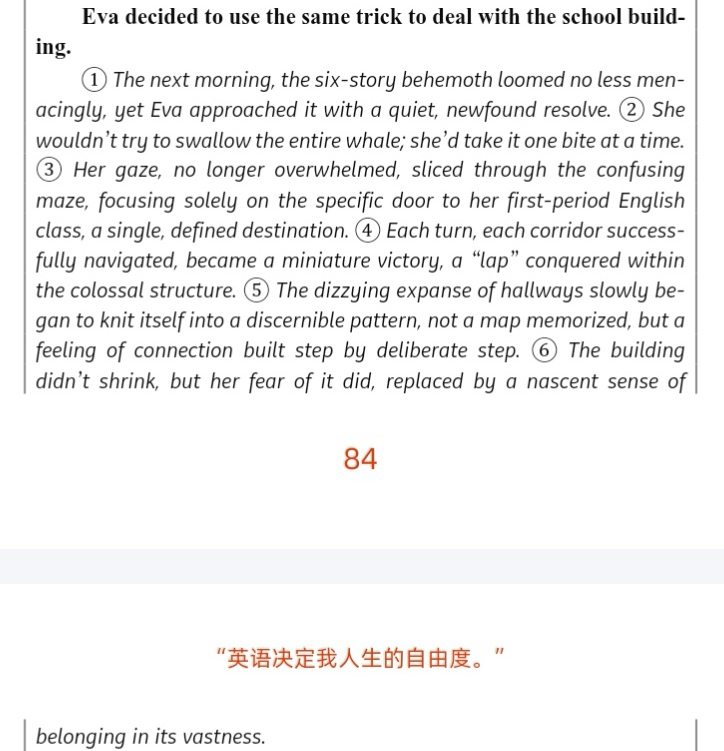 Eva decided to use the same trick to deal with the school build-
ing.
① The next morning, the six-story behemoth loomed no less men-
acingly, yet Eva approached it with a quiet, newfound resolve. ② She
wouldn't try to swallow the entire whale; she'd take it one bite at a time.
③ Her gaze, no longer overwhelmed, sliced through the confusing
maze, focusing solely on the specific door to her first-period English
class, a single, defined destination. ④ Each turn, each corridor success-
fully navigated, became a miniature victory, a “lap” conquered within
the colossal structure. ⑤ The dizzying expanse of hallways slowly be-
gan to knit itself into a discernible pattern, not a map memorized, but a
feeling of connection built step by deliberate step. ⑥ The building
didn't shrink, but her fear of it did, replaced by a nascent sense of
84
“英语决定我人生的自由度。”
belonging in its vastness.